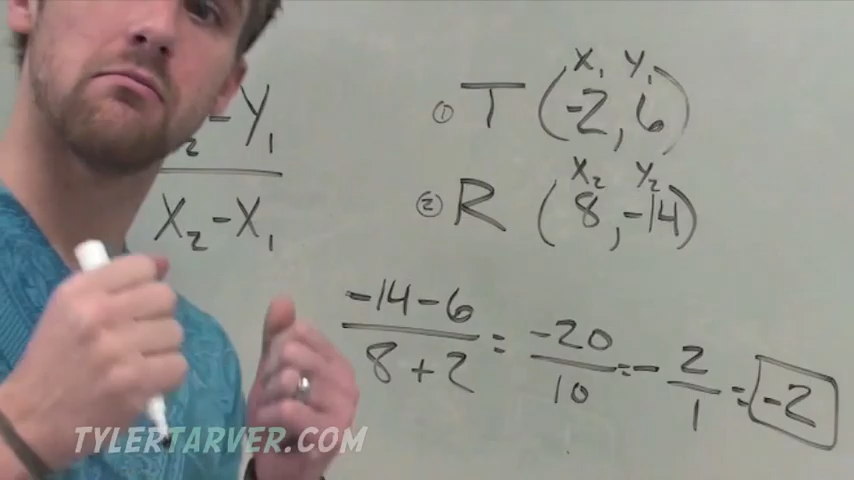 2 - Y1
X2 - X1
X1 Y1
① T (-2, 6)
X2 Y2
② R (8, -14)
-14 - 6 / 8 + 2 = -20 / 10 = - 2 / 1 = -2
TYLERTARVER.COM